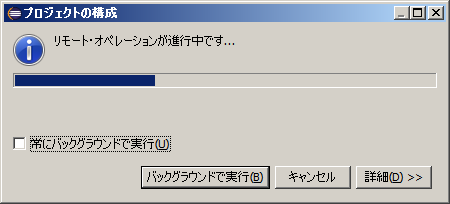 プロジェクトの構成
リモート・オペレーションが進行中です...
常にバックグラウンドで実行(U)
バックグラウンドで実行(B)
キャンセル
詳細(D) >>